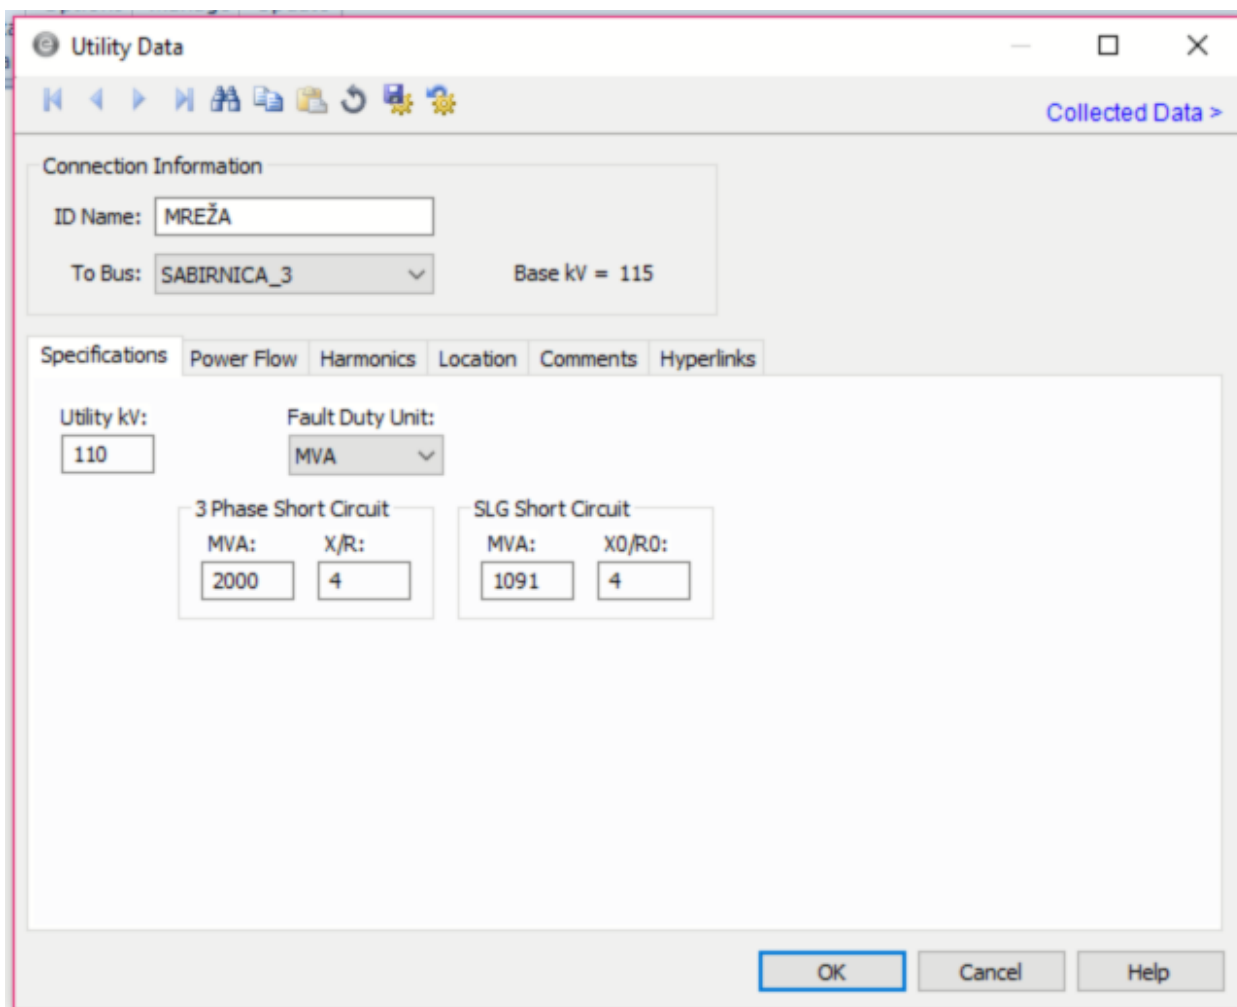 Utility Data
Collected Data >
Connection Information
ID Name: MREŽA
To Bus: SABIRNICA_3 Base kV = 115
Specifications Power Flow Harmonics Location Comments Hyperlinks
Utility kV: Fault Duty Unit:
110 MVA
3 Phase Short Circuit SLG Short Circuit
MVA: X/R: MVA: X0/R0:
2000 4 1091 4
OK Cancel Help